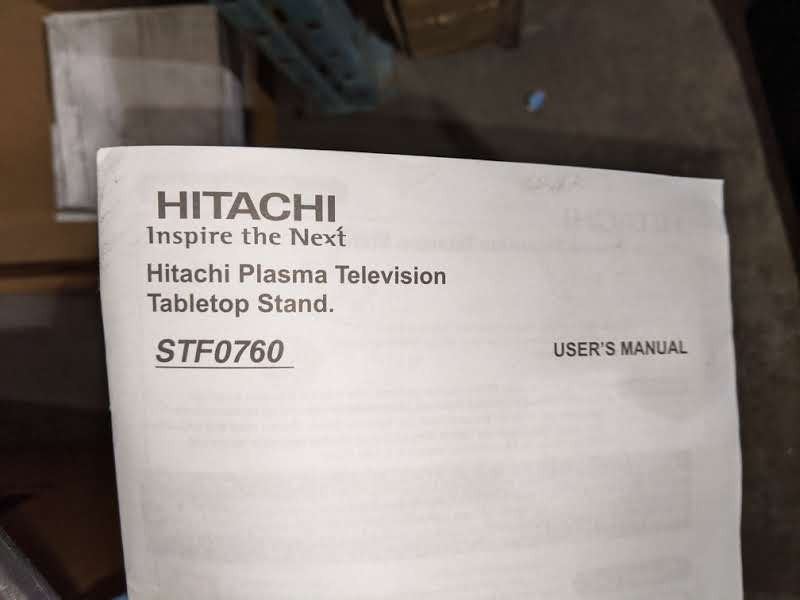 HITACHI
Inspire the Next
Hitachi Plasma Television
Tabletop Stand.
STF0760
USER'S MANUAL